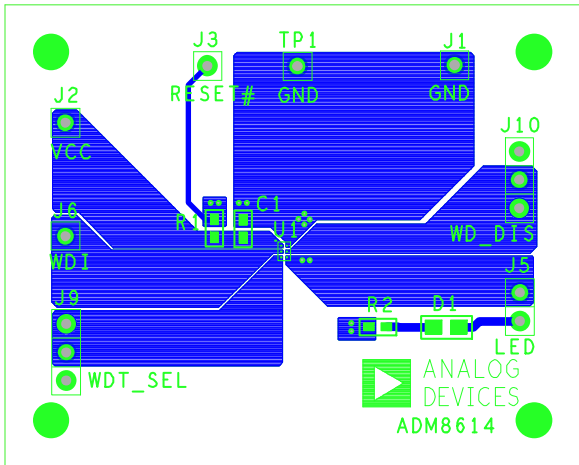 J3
TP1
J1
J2
RESET#
GND
GND
J10
VCC
C1
J6
R1
U1
WD_DIS
WDI
J5
J9
R2
D1
LED
WDT_SEL
ANALOG
DEVICES
ADM8614